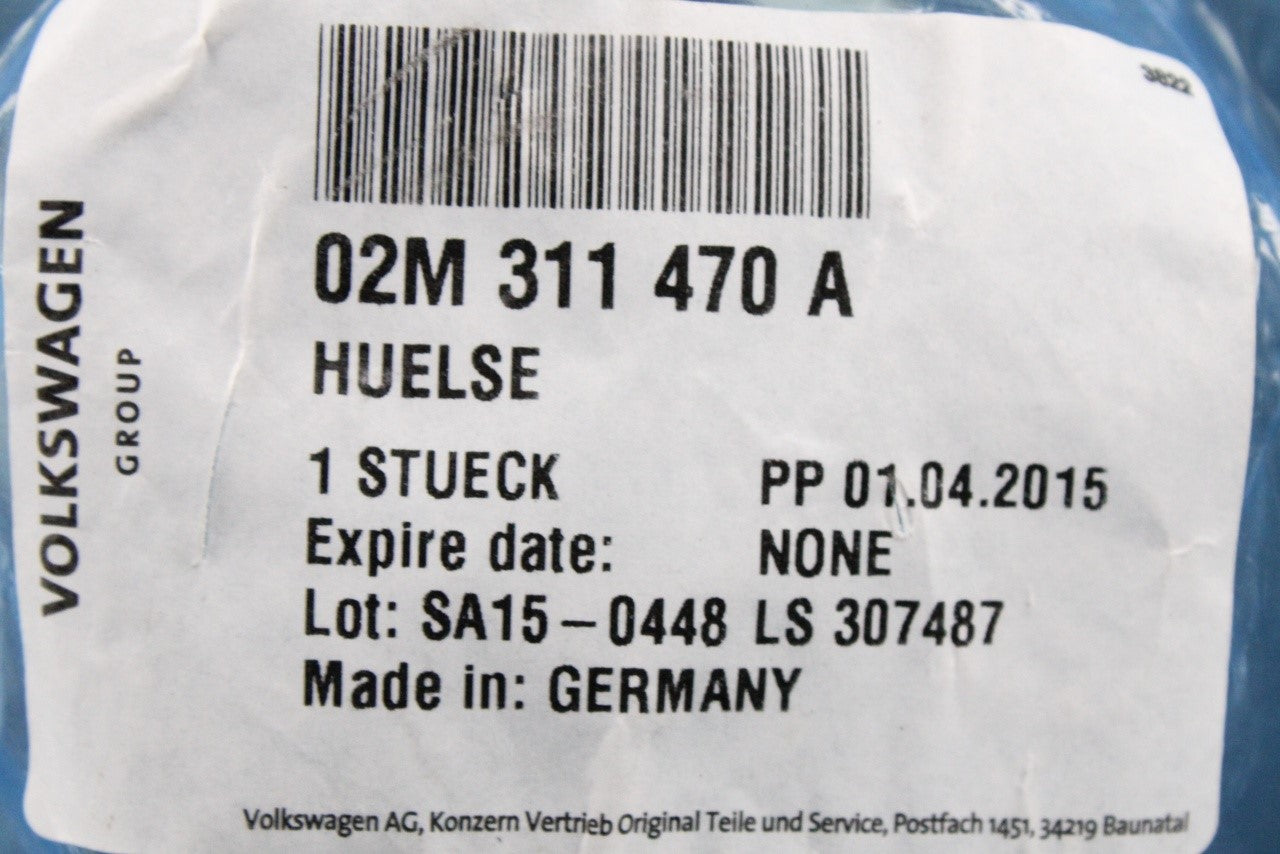 3822
VOLKSWAGEN
GROUP
02M 311 470 A
HUELSE
1 STUECK PP 01.04.2015
Expire date: NONE
Lot: SA15-0448 LS 307487
Made in: GERMANY
Volkswagen AG, Konzern Vertrieb Original Teile und Service, Postfach 1451, 34219 Baunatal